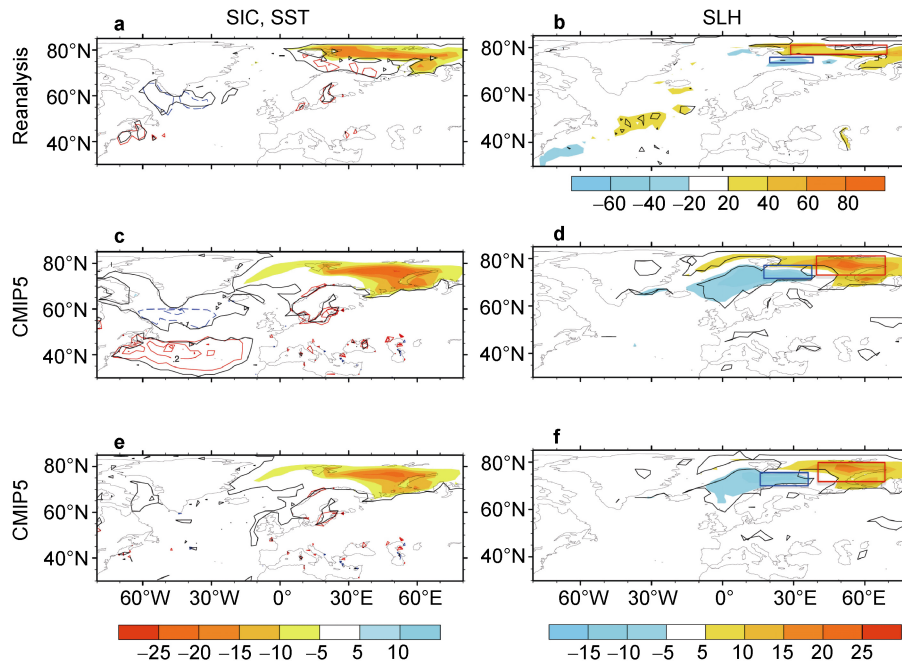 SIC, SST SLH
a b
Reanalysis 80°N 60°N 40°N 80°N 60°N 40°N
−60 −40 −20 20 40 60 80
c d
CMIP5 80°N 60°N 40°N .2 80°N 60°N 40°N
e f
CMIP5 80°N 60°N 40°N 80°N 60°N 40°N
60°W 30°W 0° 30°E 60°E 60°W 30°W 0° 30°E 60°E
−25 −20 −15 −10 −5 5 10 −15 −10 −5 5 10 15 20 25